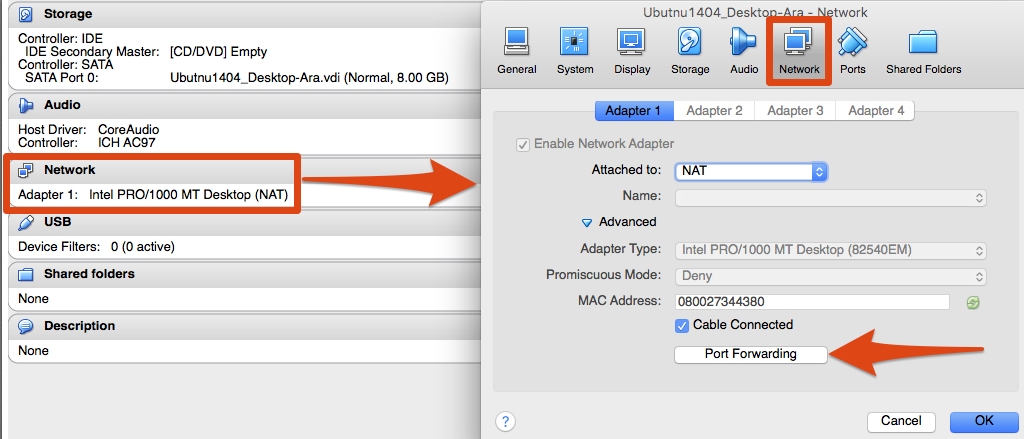 Storage
Controller: IDE
IDE Secondary Master: [CD/DVD] Empty
Controller: SATA
SATA Port 0: Ubutnu1404_Desktop-Ara.vdi (Normal, 8.00 GB)
Audio
Host Driver: CoreAudio
Controller: ICH AC97
Network
Adapter 1: Intel PRO/1000 MT Desktop (NAT)
USB
Device Filters: 0 (0 active)
Shared folders
None
Description
None
Ubutnu1404_Desktop-Ara - Network
General System Display Storage Audio Network Ports Shared Folders
Adapter 1 Adapter 2 Adapter 3 Adapter 4
Enable Network Adapter
Attached to: NAT
Name:
Advanced
Adapter Type: Intel PRO/1000 MT Desktop (82540EM)
Promiscuous Mode: Deny
MAC Address: 080027344380
Cable Connected
Port Forwarding
? Cancel OK